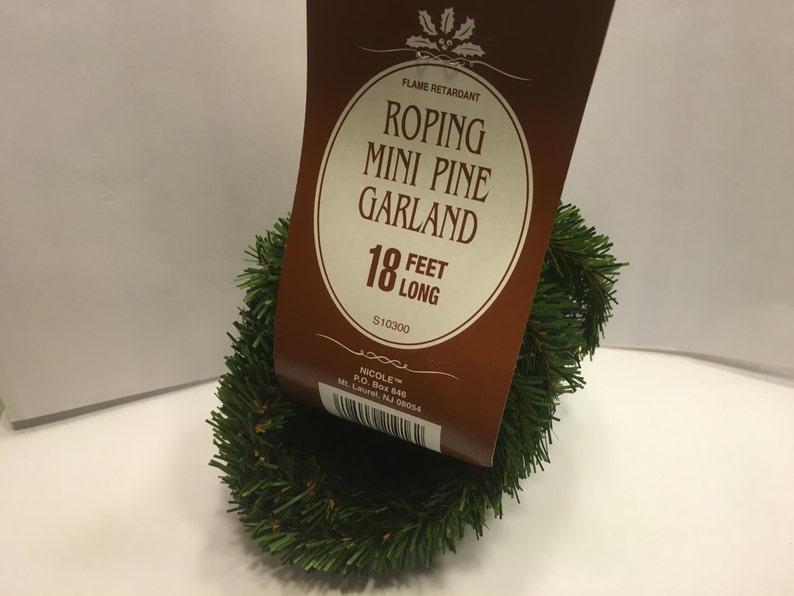 FLAME RETARDANT
ROPING
MINI PINE
GARLAND
18 FEET
LONG
S10300
NICOLE™
P.O. Box 846
Mt. Laurel, NJ 08054